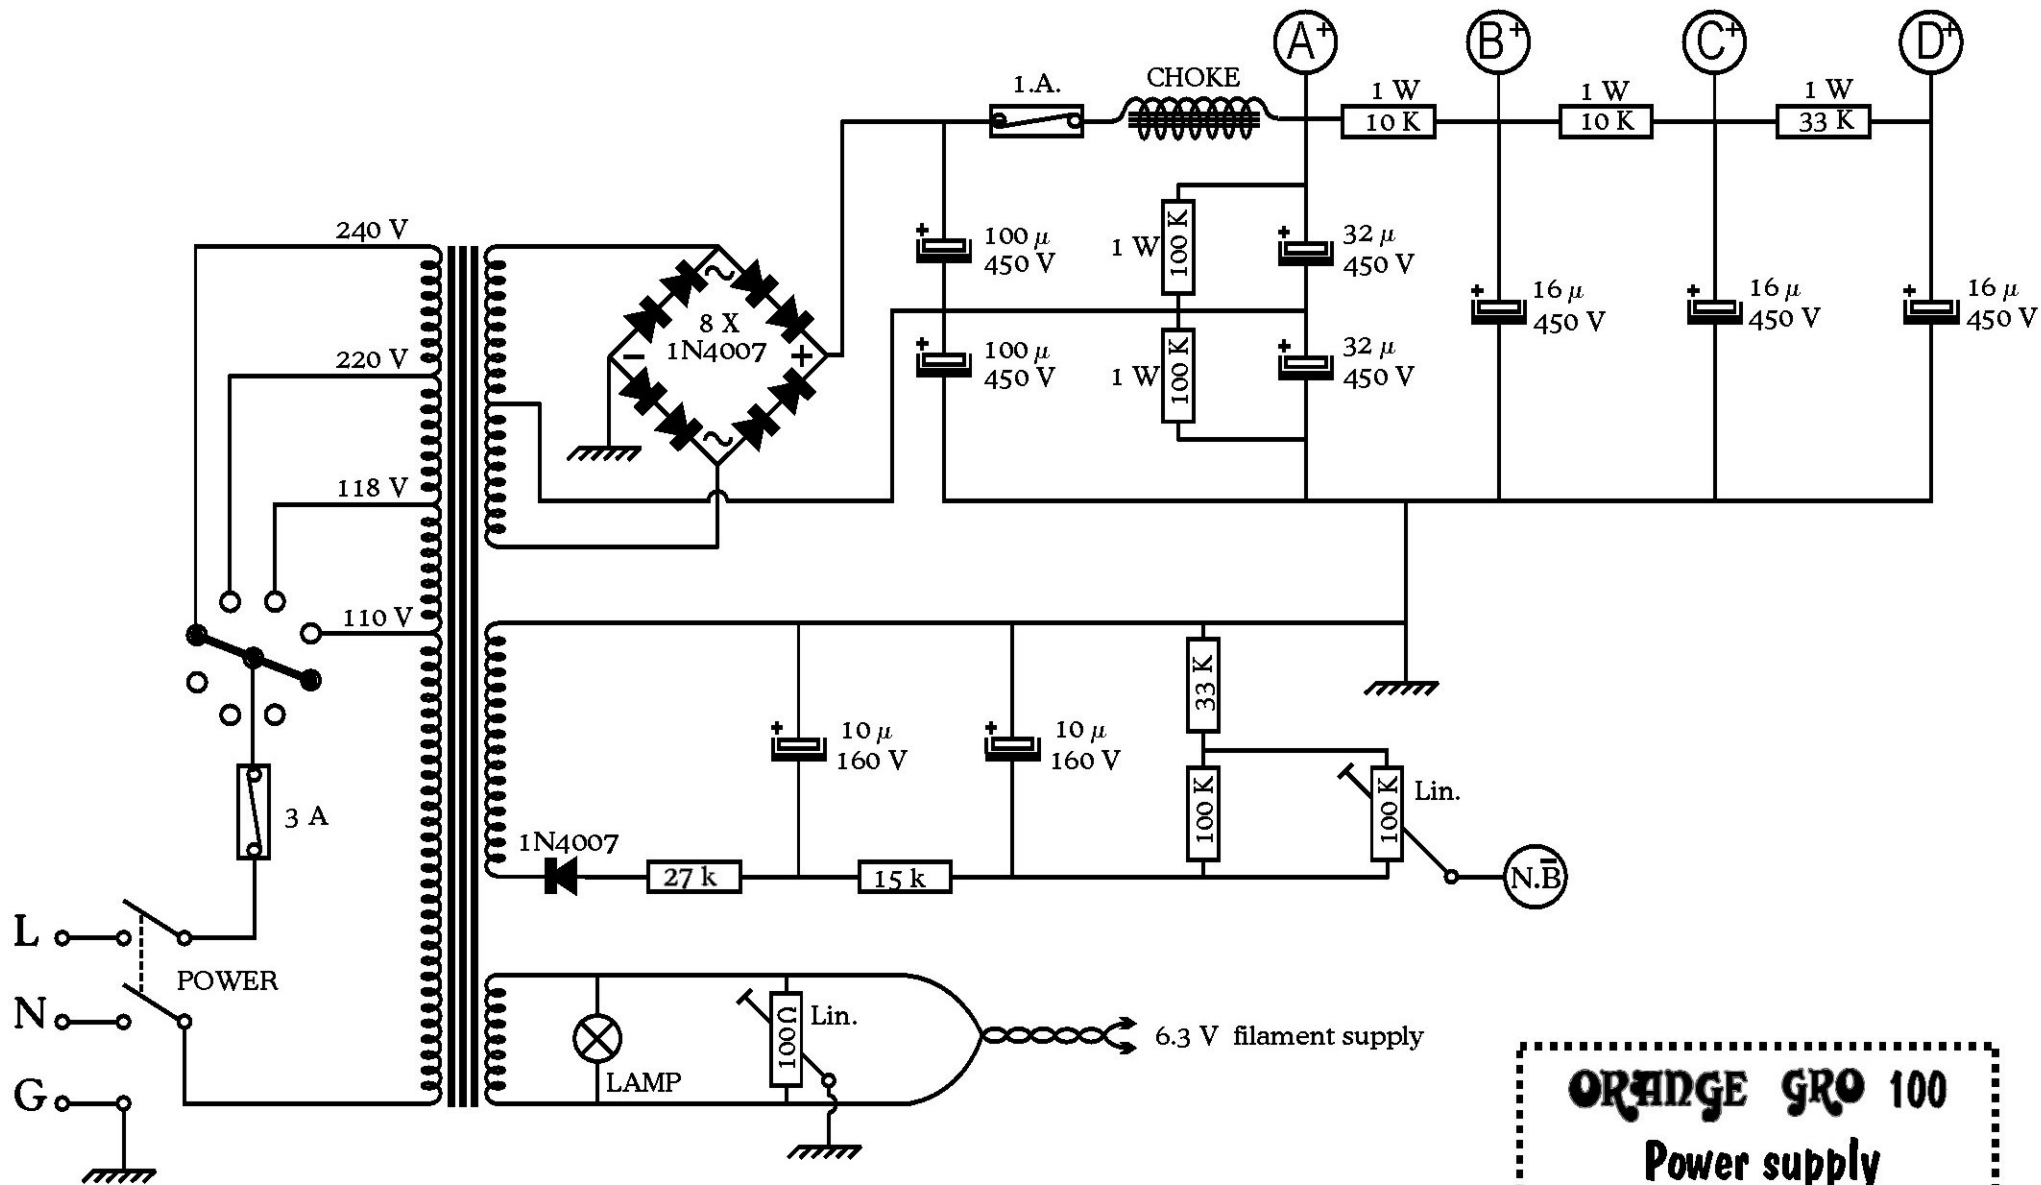 A+
B+
C+
D+
1.A.
CHOKE
1 W
10 K
1 W
10 K
1 W
33 K
240 V
220 V
118 V
110 V
~
8 X
1N4007
−
+
~
+
100 µ
450 V
+
100 µ
450 V
1 W
100 K
1 W
100 K
+
32 µ
450 V
+
32 µ
450 V
+
16 µ
450 V
+
16 µ
450 V
+
16 µ
450 V
3 A
1N4007
27 k
+
10 µ
160 V
15 k
+
10 µ
160 V
33 K
100 K
100 K
Lin.
N.B̅
L
N
G
POWER
LAMP
100Ω
Lin.
6.3 V filament supply
ORANGE GRO 100
Power supply